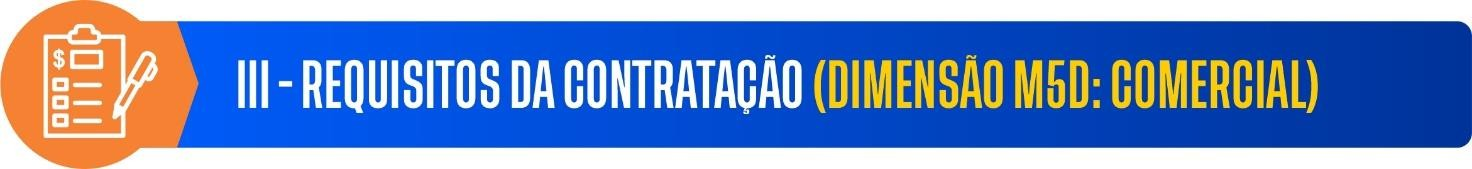 $
III - REQUISITOS DA CONTRATAÇÃO (DIMENSÃO M5D: COMERCIAL)